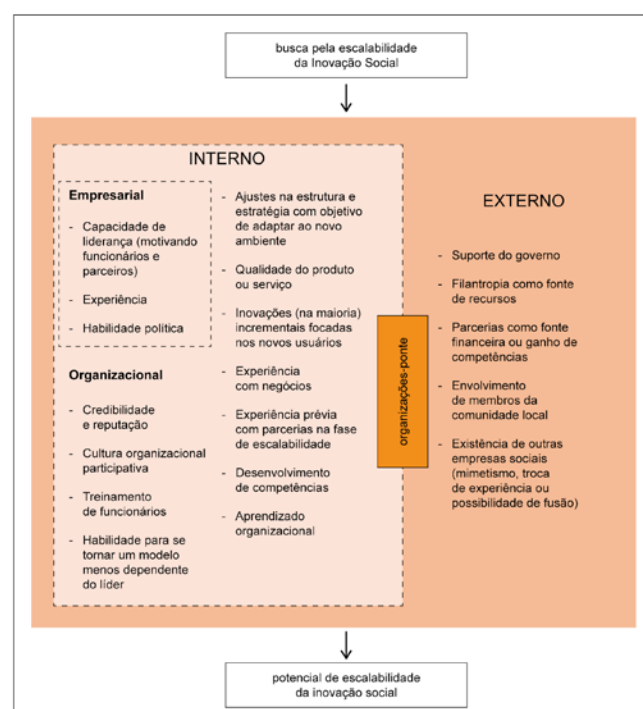 busca pela escalabilidade
da Inovação Social
INTERNO
Empresarial
- Capacidade de
liderança (motivando
funcionários e
parceiros)
- Experiência
- Habilidade política
Organizacional
- Credibilidade
e reputação
- Cultura organizacional
participativa
- Treinamento
de funcionários
- Habilidade para se
tornar um modelo
menos dependente
do líder
- Ajustes na estrutura e
estratégia com objetivo
de adaptar ao novo
ambiente
- Qualidade do produto
ou serviço
- Inovações (na maioria)
incrementais focadas
nos novos usuários
- Experiência
com negócios
- Experiência prévia
com parcerias na fase
de escalabilidade
- Desenvolvimento
de competências
- Aprendizado
organizacional
organizações-ponte
EXTERNO
- Suporte do governo
- Filantropia como fonte
de recursos
- Parcerias como fonte
financeira ou ganho de
competências
- Envolvimento
de membros da
comunidade local
- Existência de outras
empresas sociais
(mimetismo, troca
de experiência ou
possibilidade de fusão)
potencial de escalabilidade
da inovação social